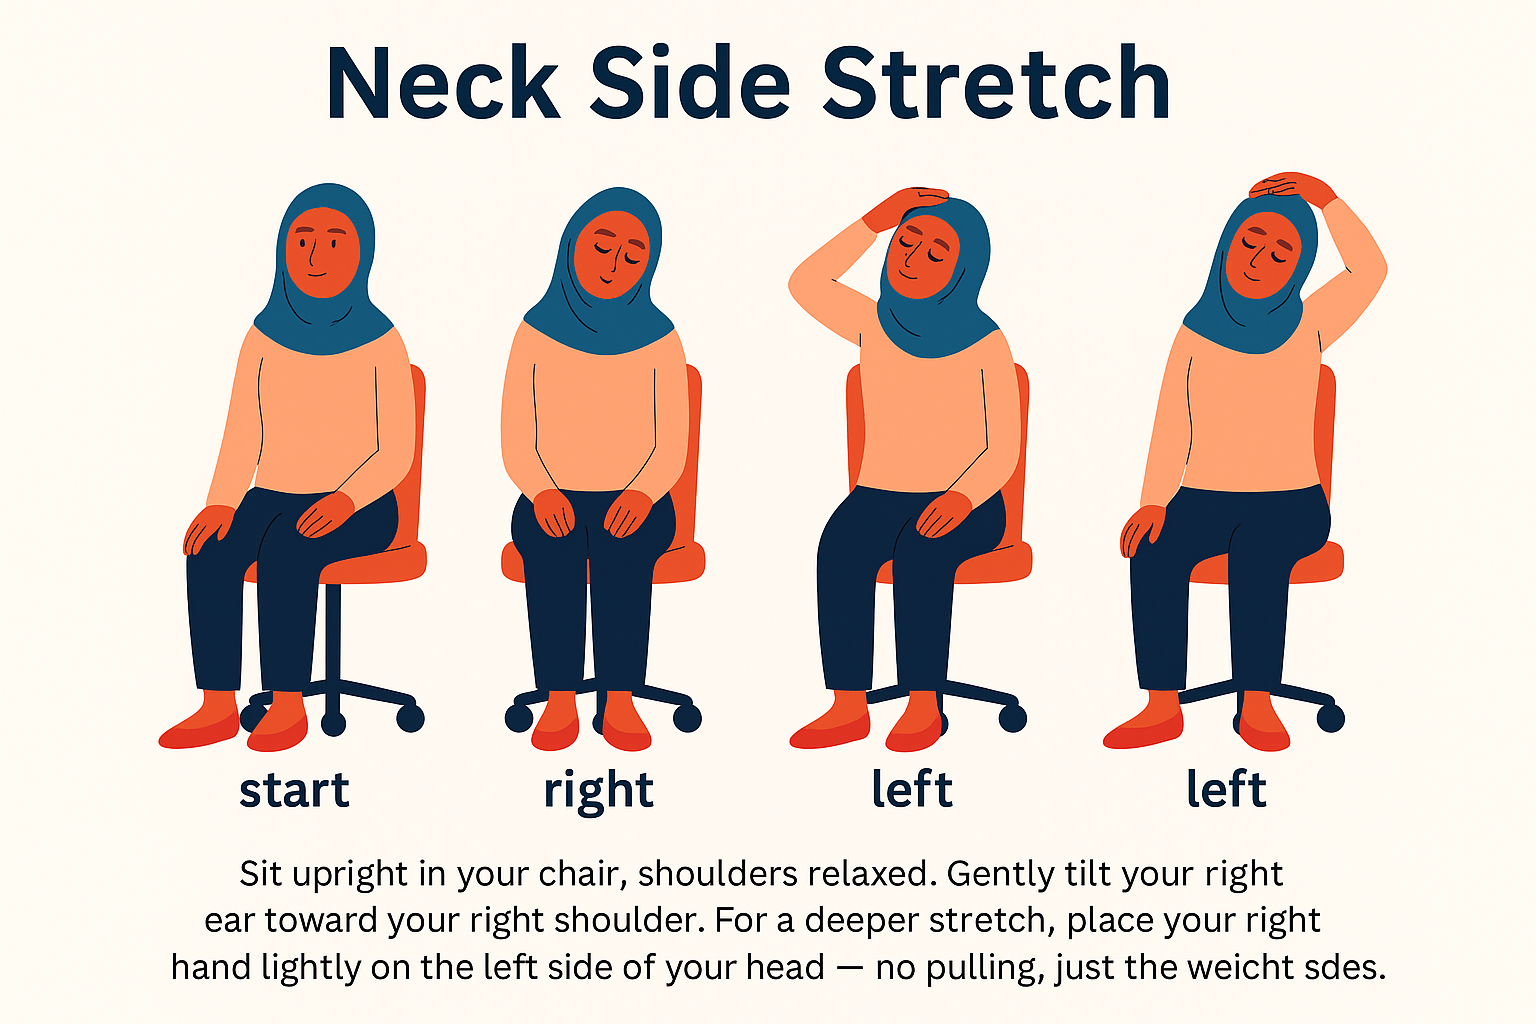 Neck Side Stretch
start
right
left
left
Sit upright in your chair, shoulders relaxed. Gently tilt your right
ear toward your right shoulder. For a deeper stretch, place your right
hand lightly on the left side of your head — no pulling, just the weicht sdes.